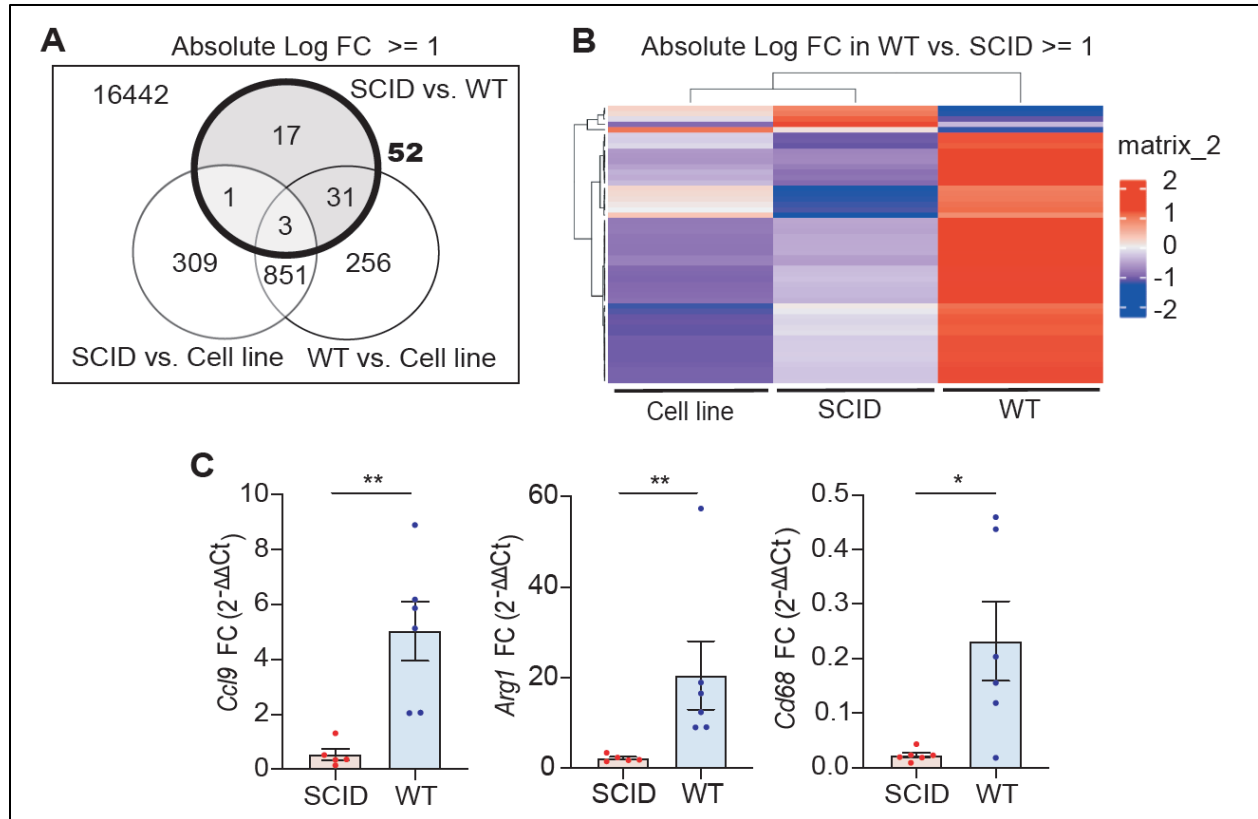 A
Absolute Log FC >= 1
16442
SCID vs. WT
17
52
1
31
3
309
851
256
SCID vs. Cell line
WT vs. Cell line
B
Absolute Log FC in WT vs. SCID >= 1
matrix_2
2
1
0
-1
-2
Cell line
SCID
WT
C
Ccl9 FC (2^-ΔΔCt)
10
8
6
4
2
0
**
SCID
WT
Arg1 FC (2^-ΔΔCt)
60
40
20
0
**
SCID
WT
Cd68 FC (2^-ΔΔCt)
0.5
0.4
0.3
0.2
0.1
0.0
*
SCID
WT